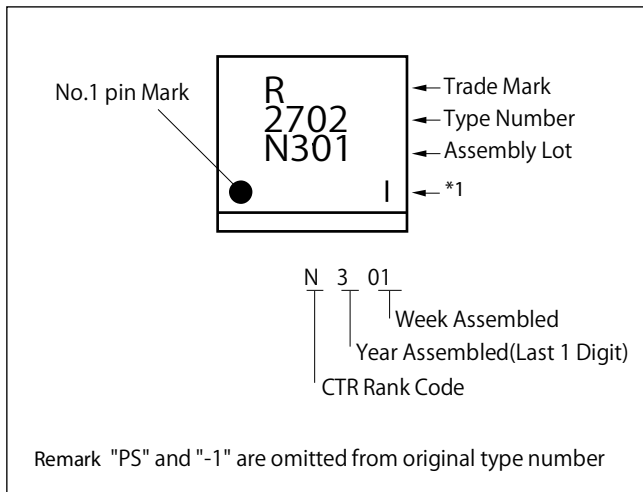 No.1 pin Mark
R
2702
N301
I
Trade Mark
Type Number
Assembly Lot
*1
N 3 01
Week Assembled
Year Assembled(Last 1 Digit)
CTR Rank Code
Remark "PS" and "-1" are omitted from original type number